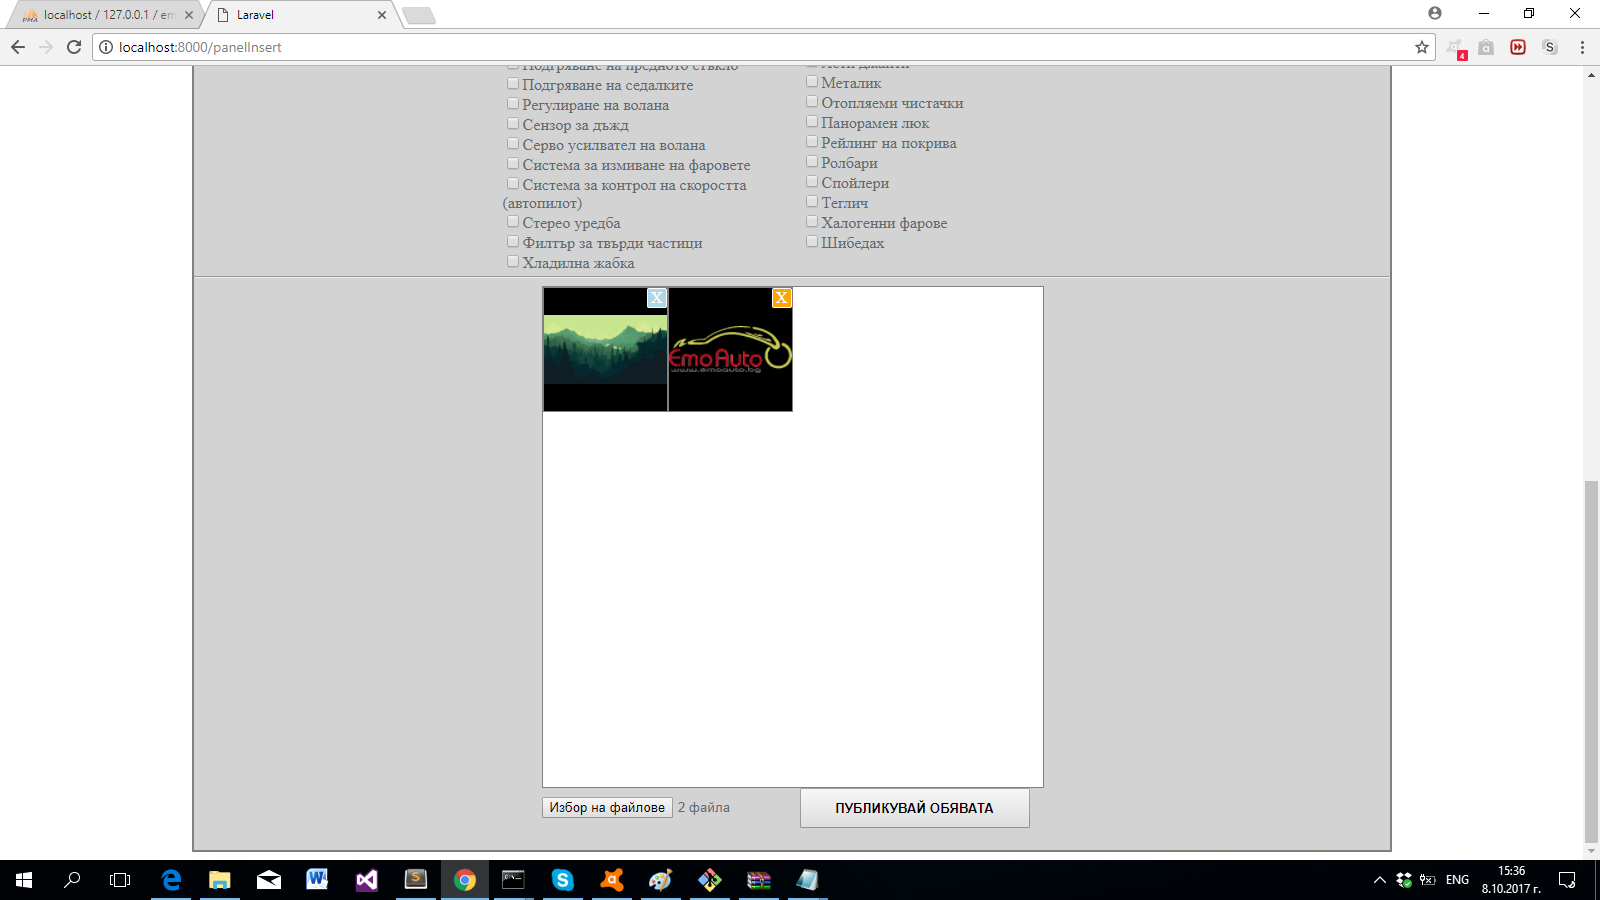 localhost / 127.0.0.1 / em
Laravel
localhost:8000/panelInsert
4
Подгряване на предното стъкло
Подгряване на седалките
Регулиране на волана
Сензор за дъжд
Серво усилвател на волана
Система за измиване на фаровете
Система за контрол на скоростта
(автопилот)
Стерео уредба
Филтър за твърди частици
Хладилна жабка
Лети джанти
Металик
Отопляеми чистачки
Панорамен люк
Рейлинг на покрива
Ролбари
Спойлери
Теглич
Халогенни фарове
Шибедах
X
X
EmoAuto
www.emoauto.bg
Избор на файлове 2 файла
ПУБЛИКУВАЙ ОБЯВАТА
ENG
15:36
8.10.2017 г.